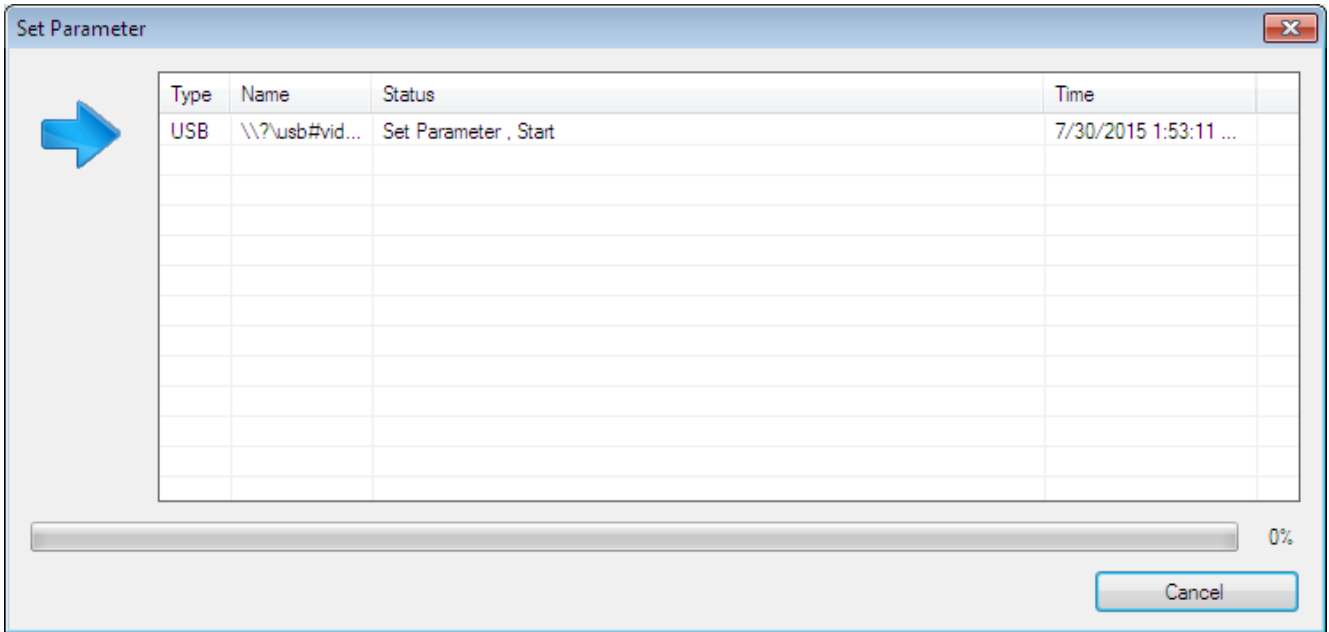 Set Parameter
Type Name Status Time
USB \\?\usb#vid... Set Parameter , Start 7/30/2015 1:53:11 ...
0%
Cancel